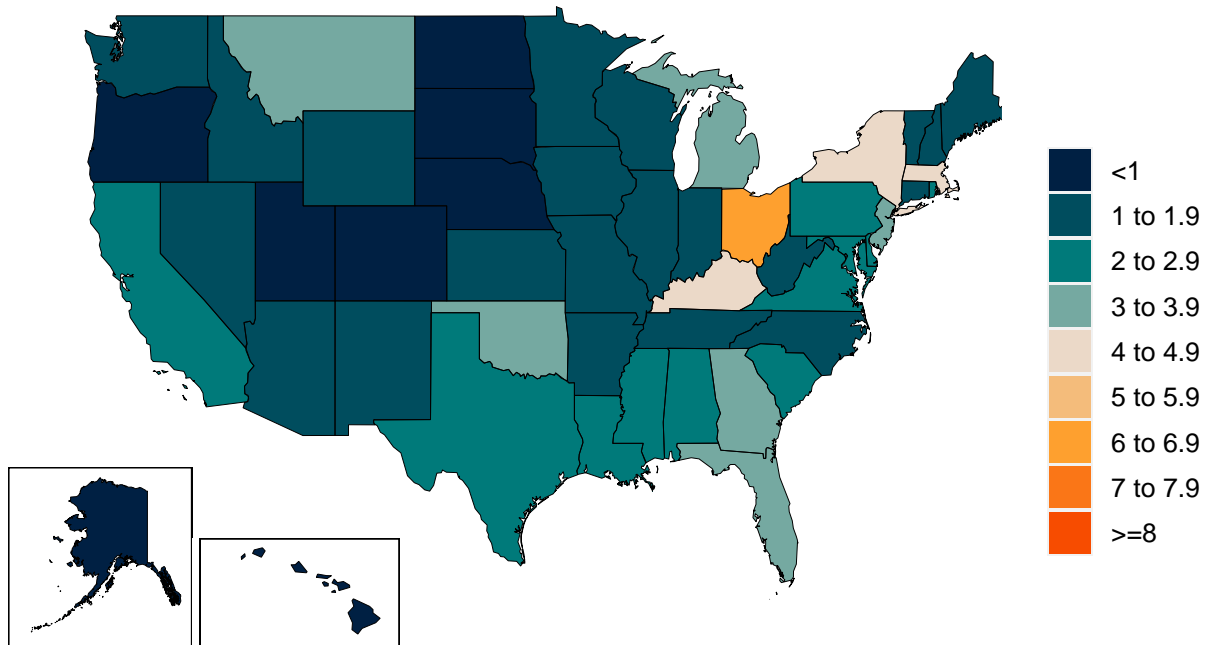 <1
1 to 1.9
2 to 2.9
3 to 3.9
4 to 4.9
5 to 5.9
6 to 6.9
7 to 7.9
>=8